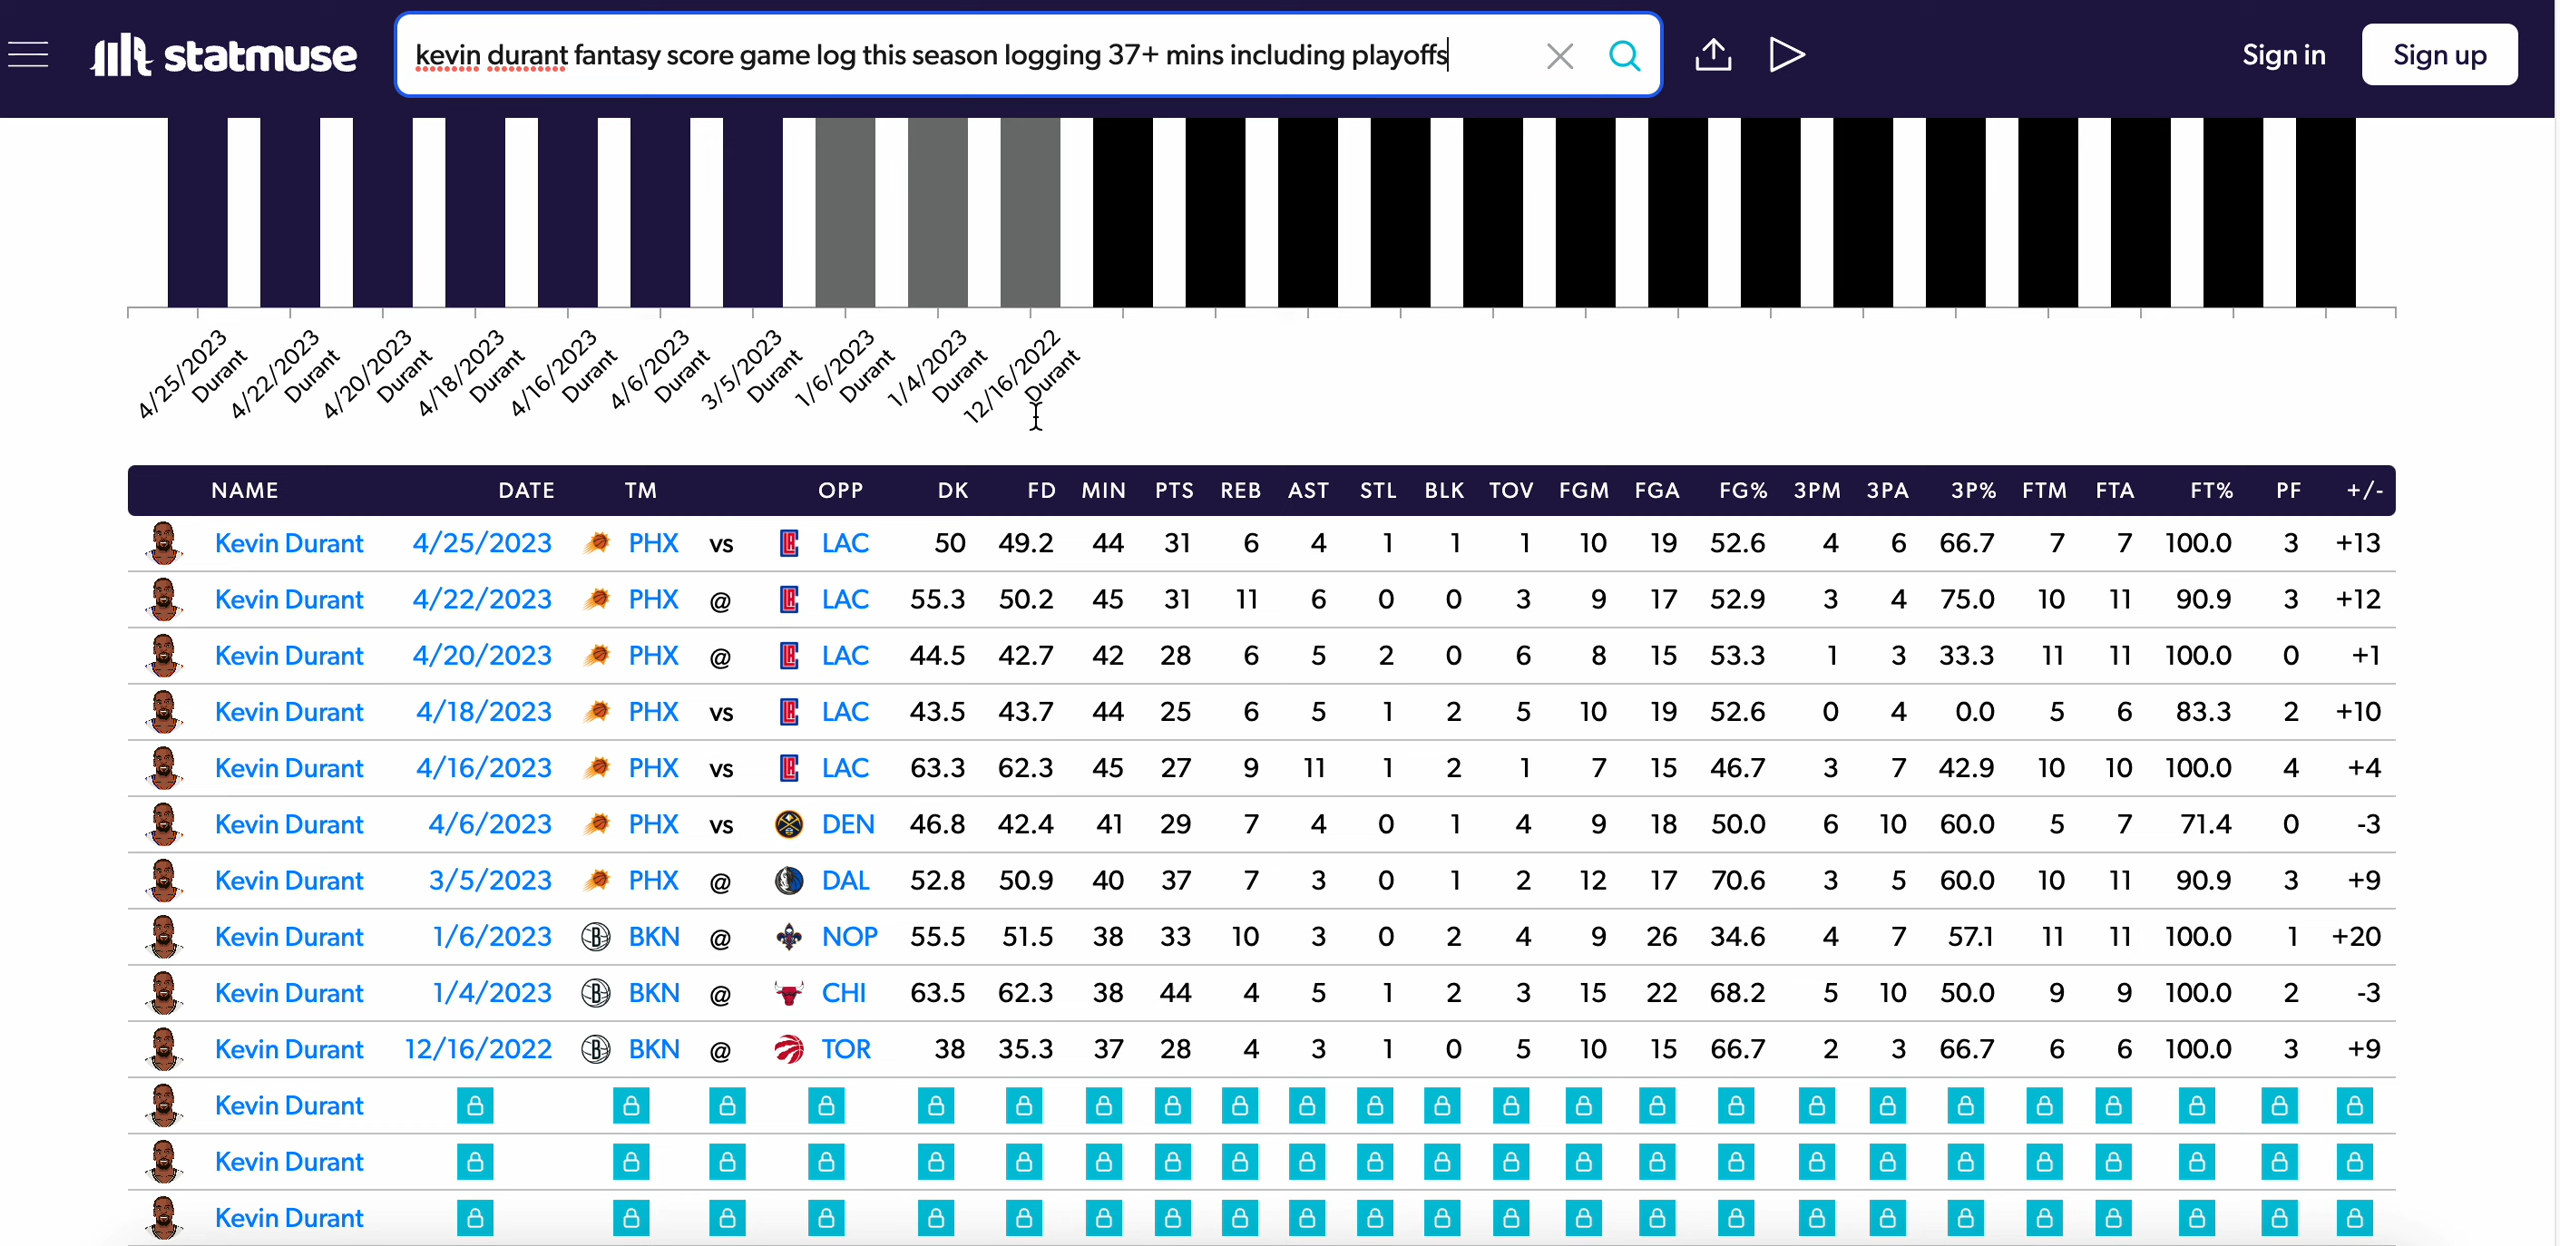 statmuse
kevin durant fantasy score game log this season logging 37+ mins including playoffs
Sign in
Sign up
4/25/2023 Durant
4/22/2023 Durant
4/20/2023 Durant
4/18/2023 Durant
4/16/2023 Durant
4/6/2023 Durant
3/5/2023 Durant
1/6/2023 Durant
1/4/2023 Durant
12/16/2022 Durant
NAME DATE TM OPP DK FD MIN PTS REB AST STL BLK TOV FGM FGA FG% 3PM 3PA 3P% FTM FTA FT% PF +/-
Kevin Durant 4/25/2023 PHX vs LAC 50 49.2 44 31 6 4 1 1 1 10 19 52.6 4 6 66.7 7 7 100.0 3 +13
Kevin Durant 4/22/2023 PHX @ LAC 55.3 50.2 45 31 11 6 0 0 3 9 17 52.9 3 4 75.0 10 11 90.9 3 +12
Kevin Durant 4/20/2023 PHX @ LAC 44.5 42.7 42 28 6 5 2 0 6 8 15 53.3 1 3 33.3 11 11 100.0 0 +1
Kevin Durant 4/18/2023 PHX vs LAC 43.5 43.7 44 25 6 5 1 2 5 10 19 52.6 0 4 0.0 5 6 83.3 2 +10
Kevin Durant 4/16/2023 PHX vs LAC 63.3 62.3 45 27 9 11 1 2 1 7 15 46.7 3 7 42.9 10 10 100.0 4 +4
Kevin Durant 4/6/2023 PHX vs DEN 46.8 42.4 41 29 7 4 0 1 4 9 18 50.0 6 10 60.0 5 7 71.4 0 -3
Kevin Durant 3/5/2023 PHX @ DAL 52.8 50.9 40 37 7 3 0 1 2 12 17 70.6 3 5 60.0 10 11 90.9 3 +9
Kevin Durant 1/6/2023 BKN @ NOP 55.5 51.5 38 33 10 3 0 2 4 9 26 34.6 4 7 57.1 11 11 100.0 1 +20
Kevin Durant 1/4/2023 BKN @ CHI 63.5 62.3 38 44 4 5 1 2 3 15 22 68.2 5 10 50.0 9 9 100.0 2 -3
Kevin Durant 12/16/2022 BKN @ TOR 38 35.3 37 28 4 3 1 0 5 10 15 66.7 2 3 66.7 6 6 100.0 3 +9
Kevin Durant
Kevin Durant
Kevin Durant